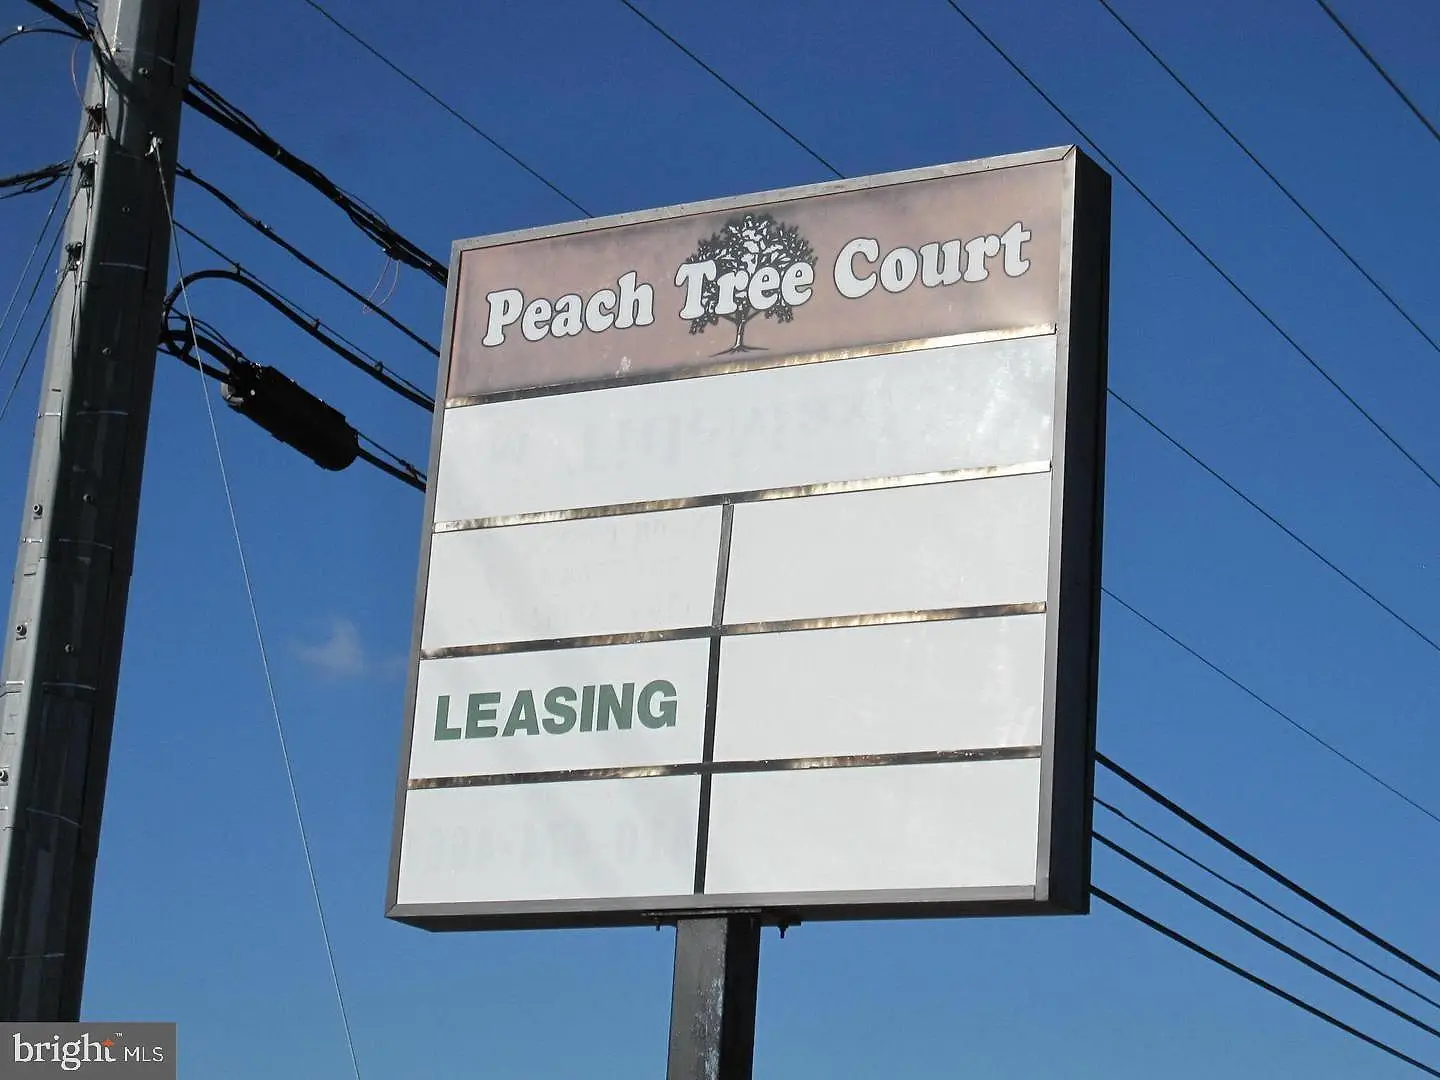 Peach Tree Court
LEASING
bright MLS